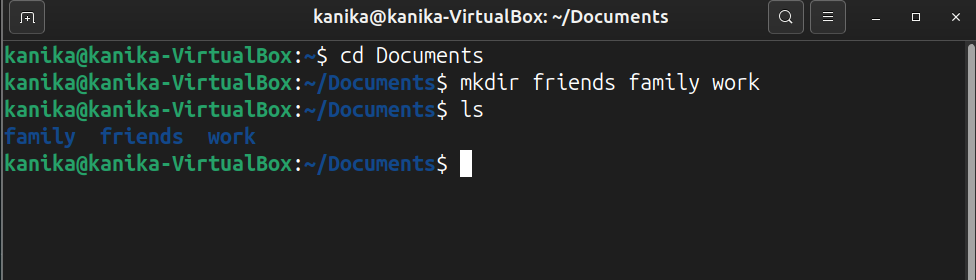 kanika@kanika-VirtualBox: ~/Documents
kanika@kanika-VirtualBox:~$ cd Documents
kanika@kanika-VirtualBox:~/Documents$ mkdir friends family work
kanika@kanika-VirtualBox:~/Documents$ ls
family  friends  work
kanika@kanika-VirtualBox:~/Documents$